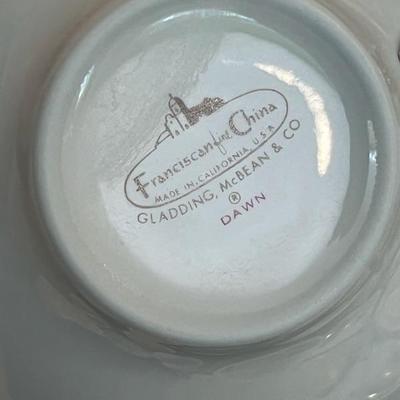 Franciscan fine China
MADE IN CALIFORNIA, U.S.A.
GLADDING, McBEAN & CO
®
DAWN